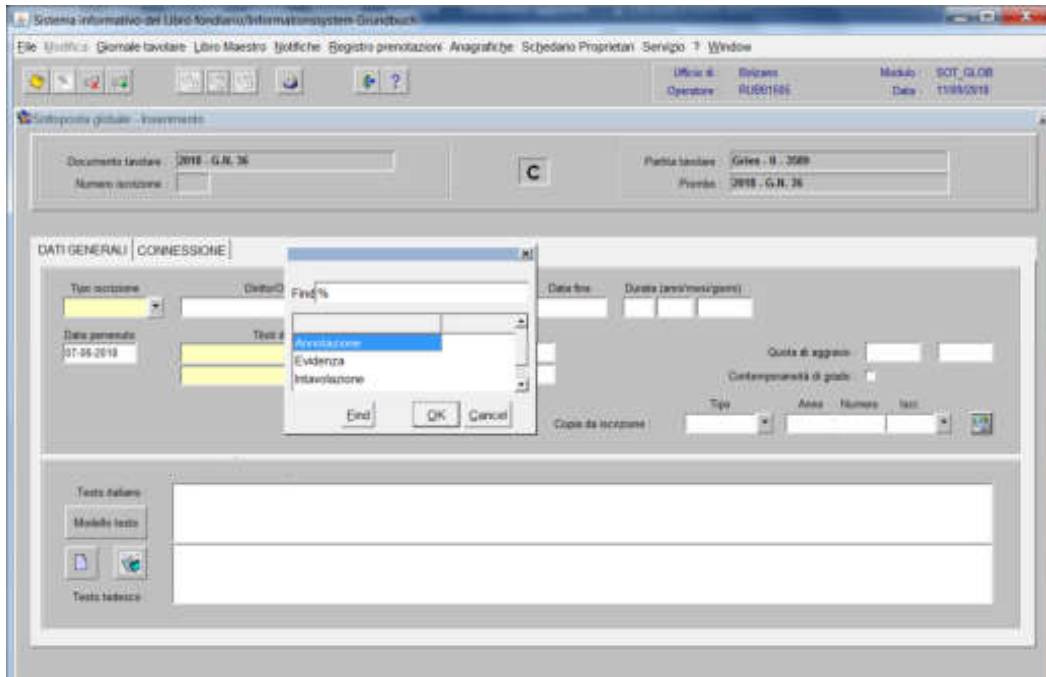 Sistema informativo del Libro fondiario/Informationssystem Grundbuch
File Modifica Giornale tavolare Libro Maestro Notifiche Registro prenotazioni Anagrafiche Schedario Proprietari Servizio ? Window
Ufficio di Bolzano Modulo : SOT_GLOB
Operatore Data
Sottoposta globale - Inserimento
Documento tavolare 2018 - G.N. 36
Numero iscrizione
C
Partita tavolare Gries - II - 3589
Piombo 2018 - G.N. 36
DATI GENERALI CONNESSIONE
Tipo iscrizione Data fine Durata (anni/mesi/giorni)
Find %
Data pervenuto
07-06-2018
Annotazione
Evidenza
Intavolazione
Find OK Cancel
Quota di aggravio :
Contemporaneità di grado :
Tipo Anno Numero Iscr.
Copia da iscrizione :
Testo italiano
Modello testo
Testo tedesco